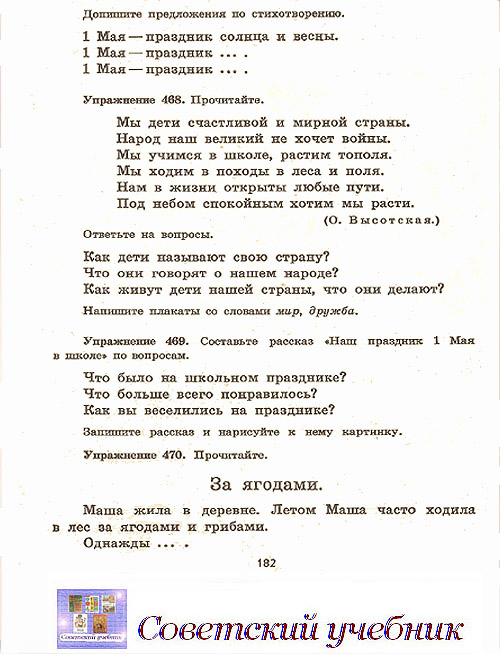 Допишите предложения по стихотворению.
1 Мая — праздник солнца и весны.
1 Мая — праздник ... .
1 Мая — праздник ... .
Упражнение 468. Прочитайте.
Мы дети счастливой и мирной страны.
Народ наш великий не хочет войны.
Мы учимся в школе, растим тополя.
Мы ходим в походы в леса и поля.
Нам в жизни открыты любые пути.
Под небом спокойным хотим мы расти.
(О. Высотская.)
Ответьте на вопросы.
Как дети называют свою страну?
Что они говорят о нашем народе?
Как живут дети нашей страны, что они делают?
Напишите плакаты со словами мир, дружба.
Упражнение 469. Составьте рассказ «Наш праздник 1 Мая
в школе» по вопросам.
Что было на школьном празднике?
Что больше всего понравилось?
Как вы веселились на празднике?
Запишите рассказ и нарисуйте к нему картинку.
Упражнение 470. Прочитайте.
За ягодами.
Маша жила в деревне. Летом Маша часто ходила
в лес за ягодами и грибами.
Однажды ... .
182
Советский учебник
Советский учебник